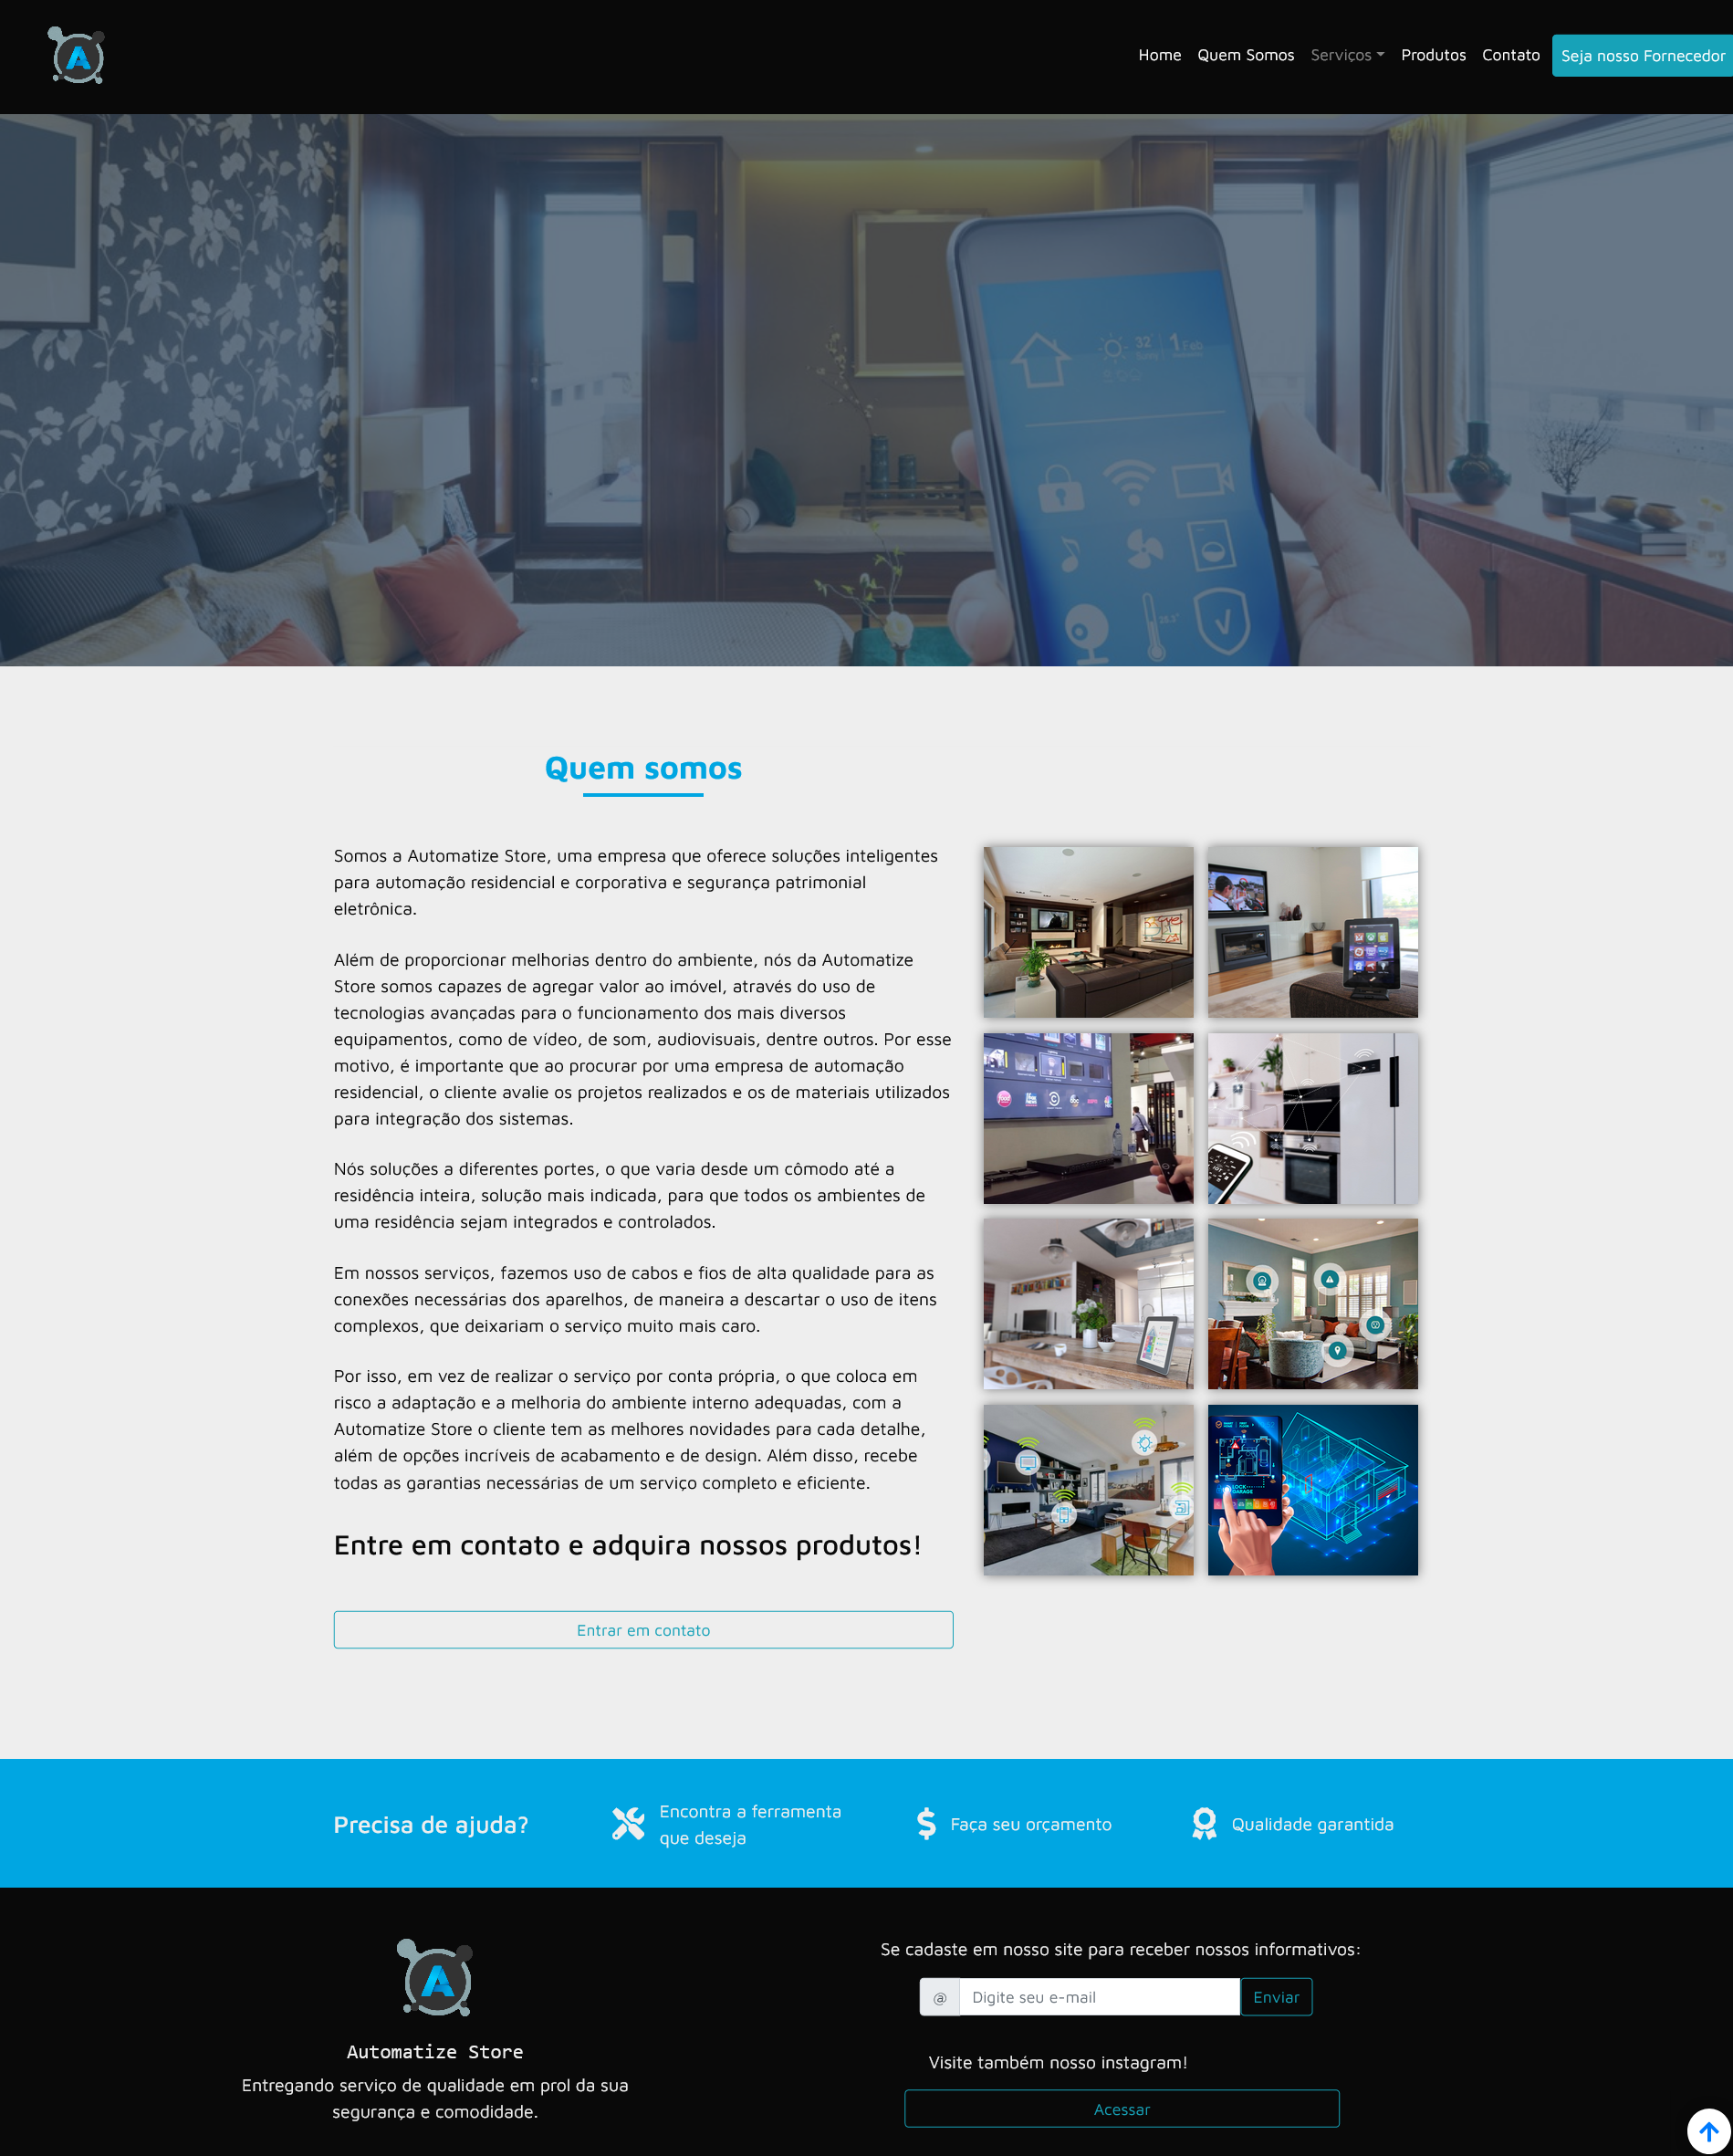 Home Quem Somos Serviços Produtos Contato Seja nosso Fornecedor
32°
1 Feb
28.3°
Quem somos
Somos a Automatize Store, uma empresa que oferece soluções inteligentes
para automação residencial e corporativa e segurança patrimonial
eletrônica.
Além de proporcionar melhorias dentro do ambiente, nós da Automatize
Store somos capazes de agregar valor ao imóvel, através do uso de
tecnologias avançadas para o funcionamento dos mais diversos
equipamentos, como de vídeo, de som, audiovisuais, dentre outros. Por esse
motivo, é importante que ao procurar por uma empresa de automação
residencial, o cliente avalie os projetos realizados e os de materiais utilizados
para integração dos sistemas.
Nós soluções a diferentes portes, o que varia desde um cômodo até a
residência inteira, solução mais indicada, para que todos os ambientes de
uma residência sejam integrados e controlados.
Em nossos serviços, fazemos uso de cabos e fios de alta qualidade para as
conexões necessárias dos aparelhos, de maneira a descartar o uso de itens
complexos, que deixariam o serviço muito mais caro.
Por isso, em vez de realizar o serviço por conta própria, o que coloca em
risco a adaptação e a melhoria do ambiente interno adequadas, com a
Automatize Store o cliente tem as melhores novidades para cada detalhe,
além de opções incríveis de acabamento e de design. Além disso, recebe
todas as garantias necessárias de um serviço completo e eficiente.
LOCK
GARAGE
Entre em contato e adquira nossos produtos!
Entrar em contato
Precisa de ajuda?
Encontra a ferramenta
que deseja
Faça seu orçamento
Qualidade garantida
A
Automatize Store
Entregando serviço de qualidade em prol da sua
segurança e comodidade.
Se cadaste em nosso site para receber nossos informativos:
@ Digite seu e-mail Enviar
Visite também nosso instagram!
Acessar